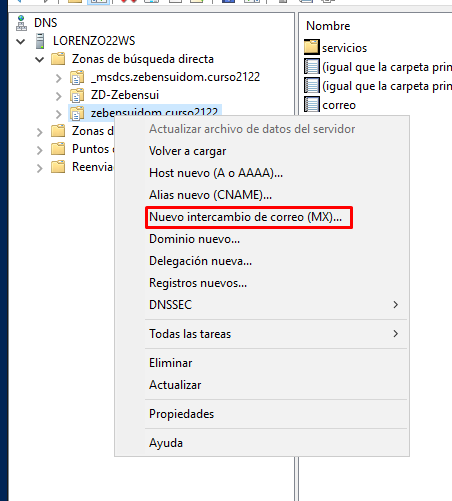 DNS
LORENZO22WS
Zonas de búsqueda directa
_msdcs.zebensuidom.curso2122
ZD-Zebensui
zebensuidom.curso2122
Zonas d
Puntos
Reenvia
Actualizar archivo de datos del servidor
Volver a cargar
Host nuevo (A o AAAA)...
Alias nuevo (CNAME)...
Nuevo intercambio de correo (MX)...
Dominio nuevo...
Delegación nueva...
Registros nuevos...
DNSSEC
Todas las tareas
Eliminar
Actualizar
Propiedades
Ayuda
Nombre
servicios
(igual que la carpeta prin
(igual que la carpeta prin
correo